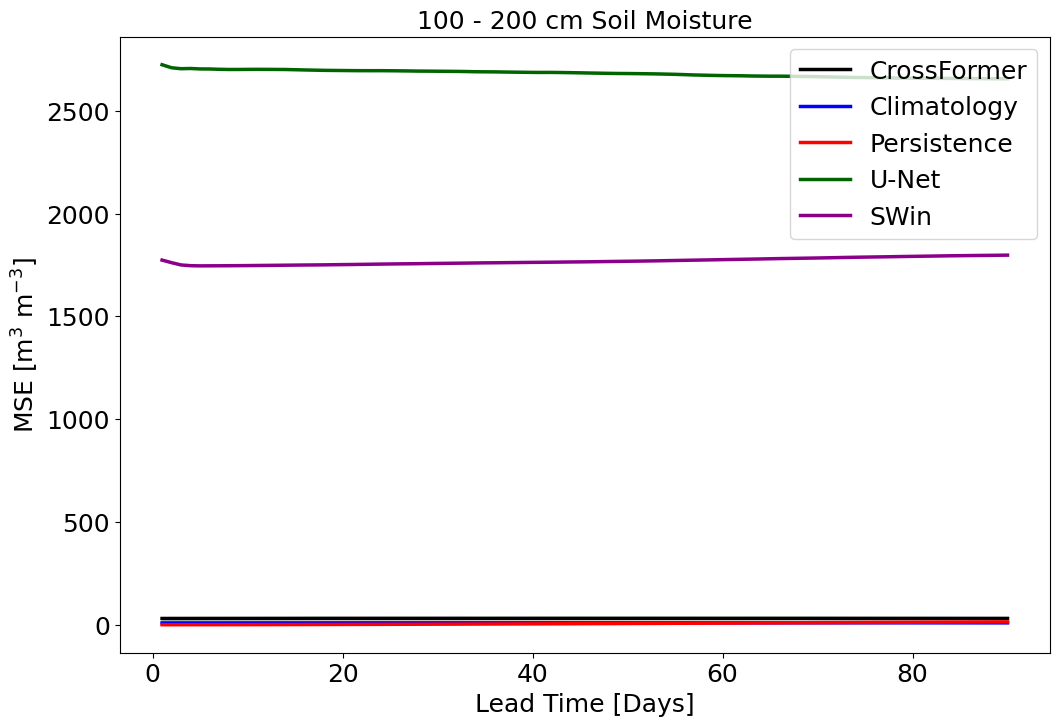 100 - 200 cm Soil Moisture
MSE [m³ m⁻³]
2500
2000
1500
1000
500
0
0 20 40 60 80
Lead Time [Days]
CrossFormer
Climatology
Persistence
U-Net
SWin